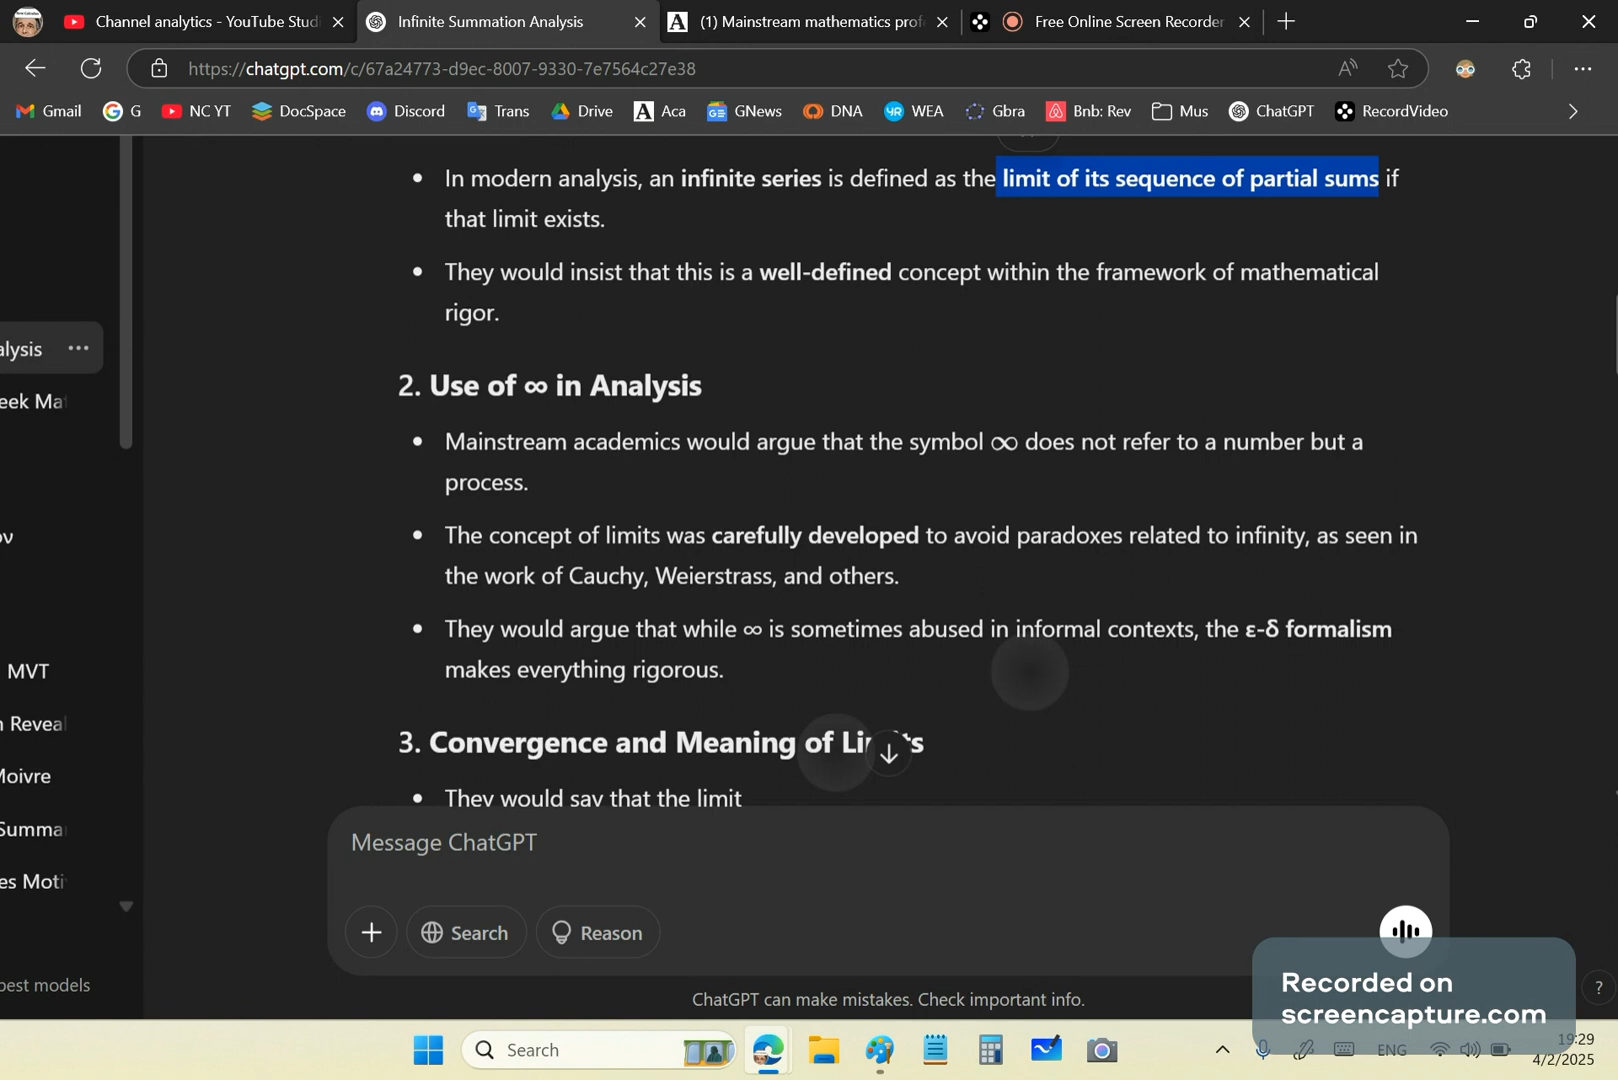 Channel analytics - YouTube Stud
Infinite Summation Analysis
(1) Mainstream mathematics prof
Free Online Screen Recorder
https://chatgpt.com/c/67a24773-d9ec-8007-9330-7e7564c27e38
Gmail
G
NC YT
DocSpace
Discord
Trans
Drive
Aca
GNews
DNA
WEA
Gbra
Bnb: Rev
Mus
ChatGPT
RecordVideo
alysis
eek Mat
ον
MVT
n Reveal
Moivre
Summa
es Moti
best models
• In modern analysis, an infinite series is defined as the limit of its sequence of partial sums if
that limit exists.
• They would insist that this is a well-defined concept within the framework of mathematical
rigor.
2. Use of ∞ in Analysis
• Mainstream academics would argue that the symbol ∞ does not refer to a number but a
process.
• The concept of limits was carefully developed to avoid paradoxes related to infinity, as seen in
the work of Cauchy, Weierstrass, and others.
• They would argue that while ∞ is sometimes abused in informal contexts, the ε-δ formalism
makes everything rigorous.
3. Convergence and Meaning of Limits
• They would say that the limit
Message ChatGPT
Search
Reason
ChatGPT can make mistakes. Check important info.
?
Recorded on
screencapture.com
Search
ENG
19:29
4/2/2025